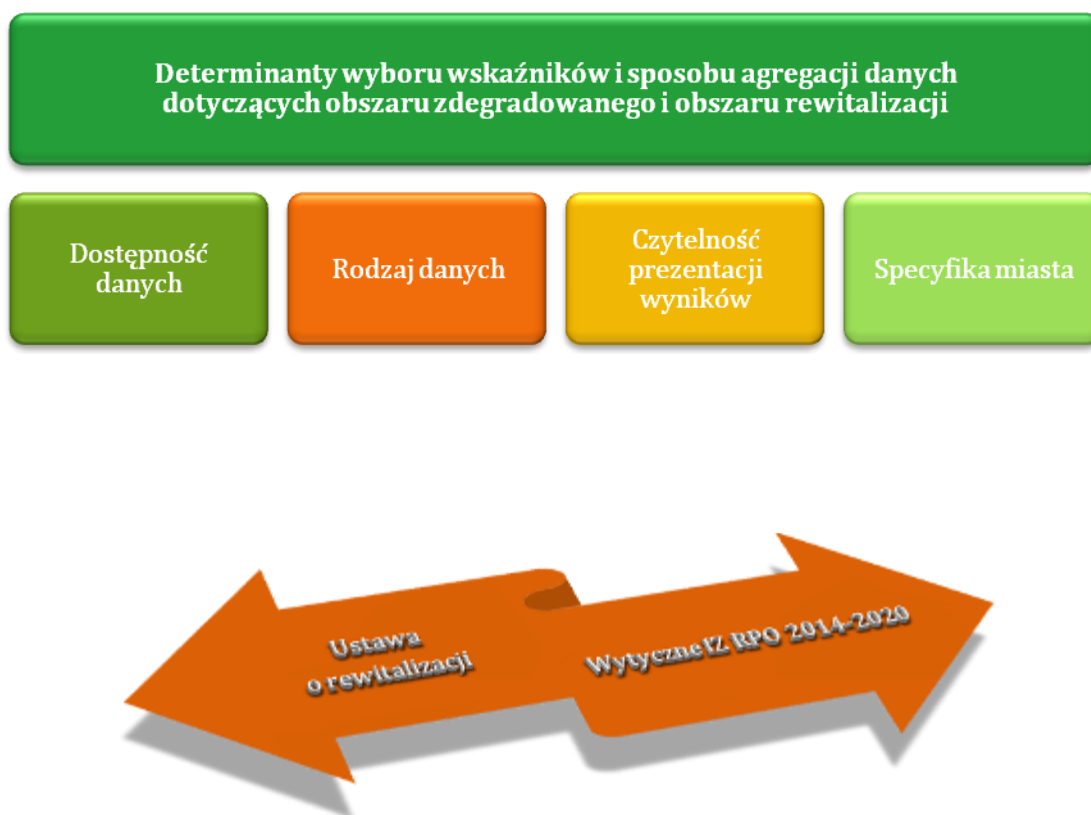 Determinanty wyboru wskaźników i sposobu agregacji danych
dotyczących obszaru zdegradowanego i obszaru rewitalizacji
Dostępność
danych
Rodzaj danych
Czytelność
prezentacji
wyników
Specyfika miasta
Ustawa
o rewitalizacji
Wytyczne IZ RPO 2014-2020